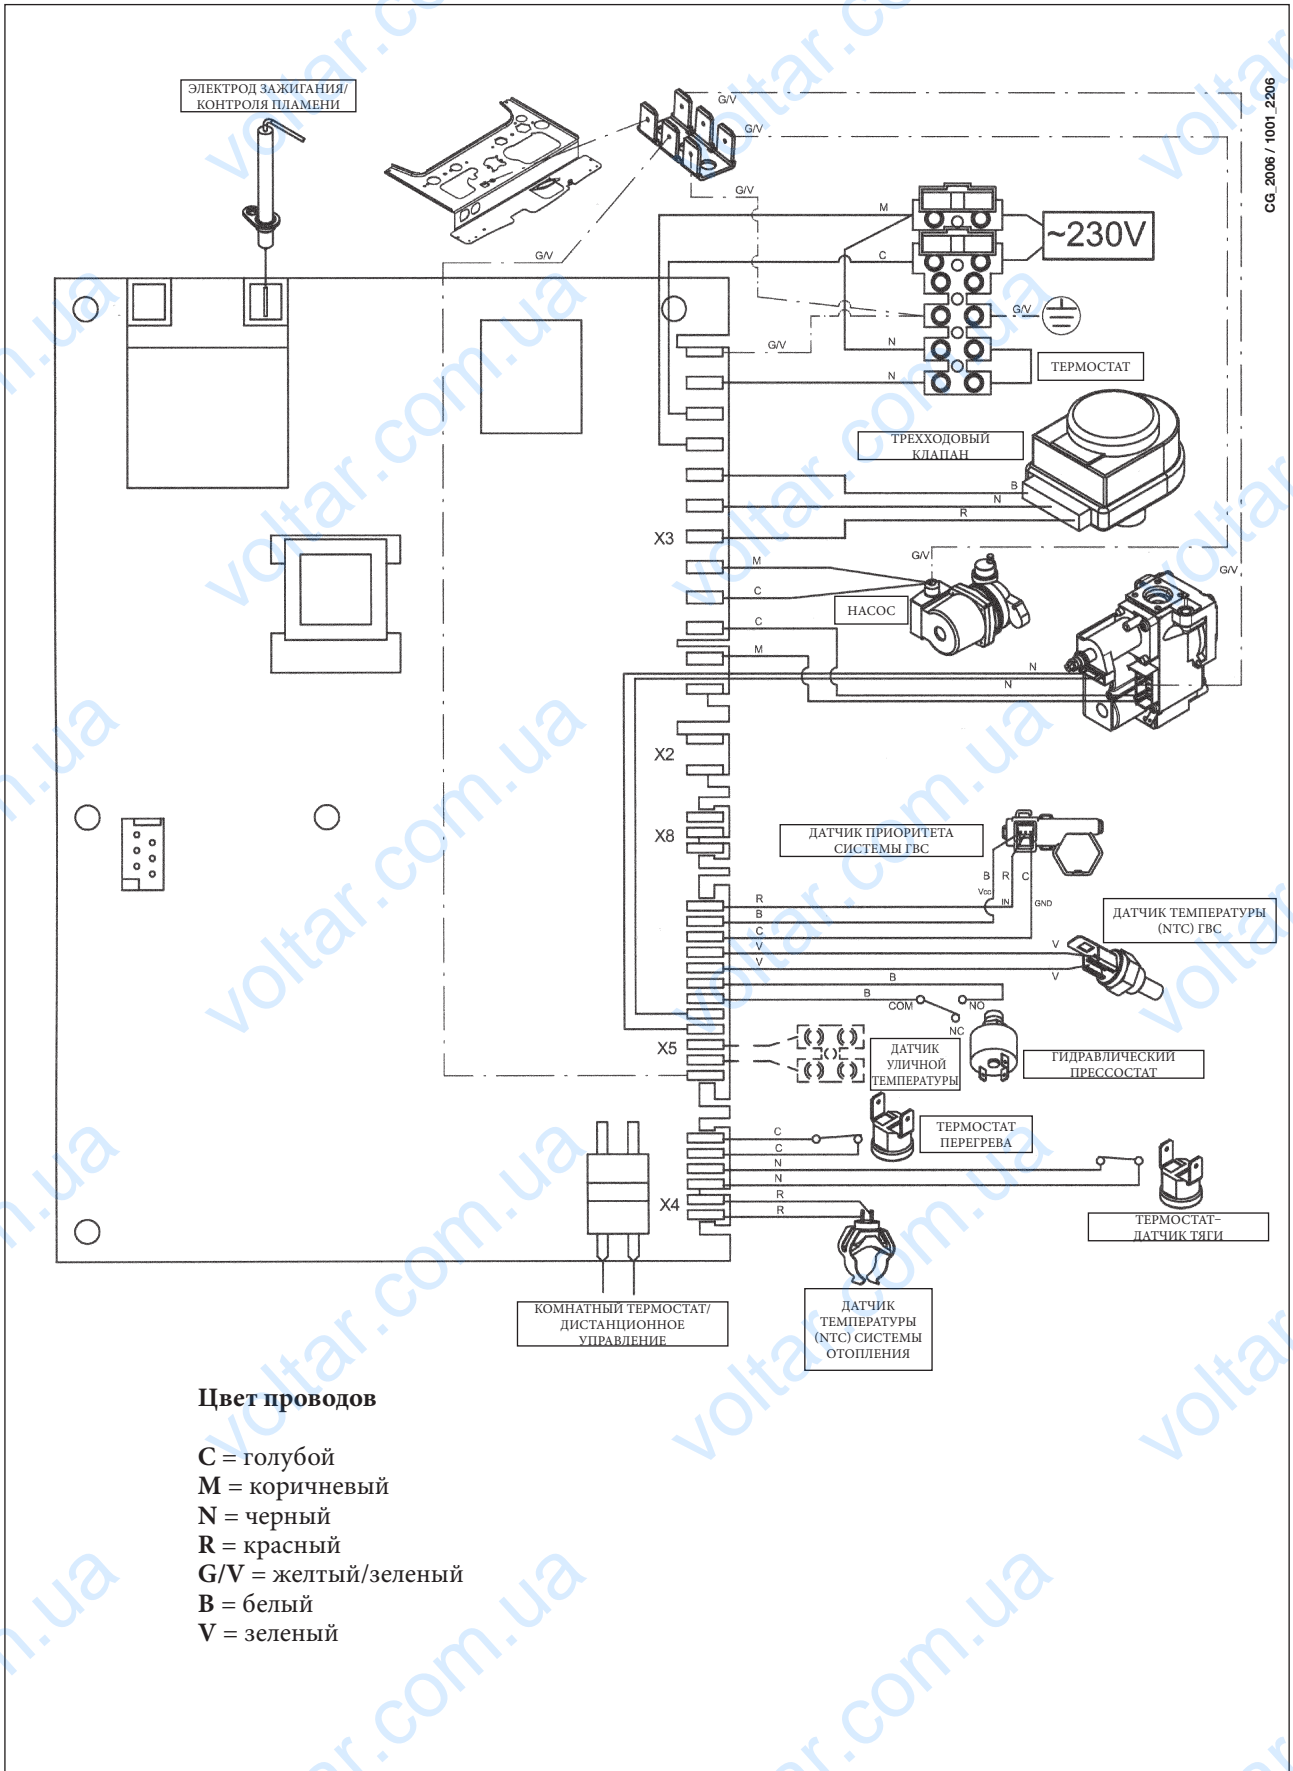 CG_2006 / 1001_2206
ЭЛЕКТРОД ЗАЖИГАНИЯ/
КОНТРОЛЯ ПЛАМЕНИ
G/V
G/V
G/V
G/V
M
~230V
C
G/V
G/V
N
ТЕРМОСТАТ
N
ТРЕХХОДОВЫЙ
КЛАПАН
B
N
R
X3
G/V
M
G/V
C
НАСОС
C
M
N
N
X2
X8
ДАТЧИК ПРИОРИТЕТА
СИСТЕМЫ ГВС
B R C
Vcc
IN
GND
R
B
C
V
V
ДАТЧИК ТЕМПЕРАТУРЫ
(NTC) ГВС
V
V
B
B
COM
NO
NC
X5
ДАТЧИК
УЛИЧНОЙ
ТЕМПЕРАТУРЫ
ГИДРАВЛИЧЕСКИЙ
ПРЕССОСТАТ
C
C
N
N
R
R
ТЕРМОСТАТ
ПЕРЕГРЕВА
X4
ТЕРМОСТАТ–
ДАТЧИК ТЯГИ
КОМНАТНЫЙ ТЕРМОСТАТ/
ДИСТАНЦИОННОЕ
УПРАВЛЕНИЕ
ДАТЧИК
ТЕМПЕРАТУРЫ
(NTC) СИСТЕМЫ
ОТОПЛЕНИЯ
Цвет проводов
C = голубой
M = коричневый
N = черный
R = красный
G/V = желтый/зеленый
B = белый
V = зеленый
voltar.com.ua